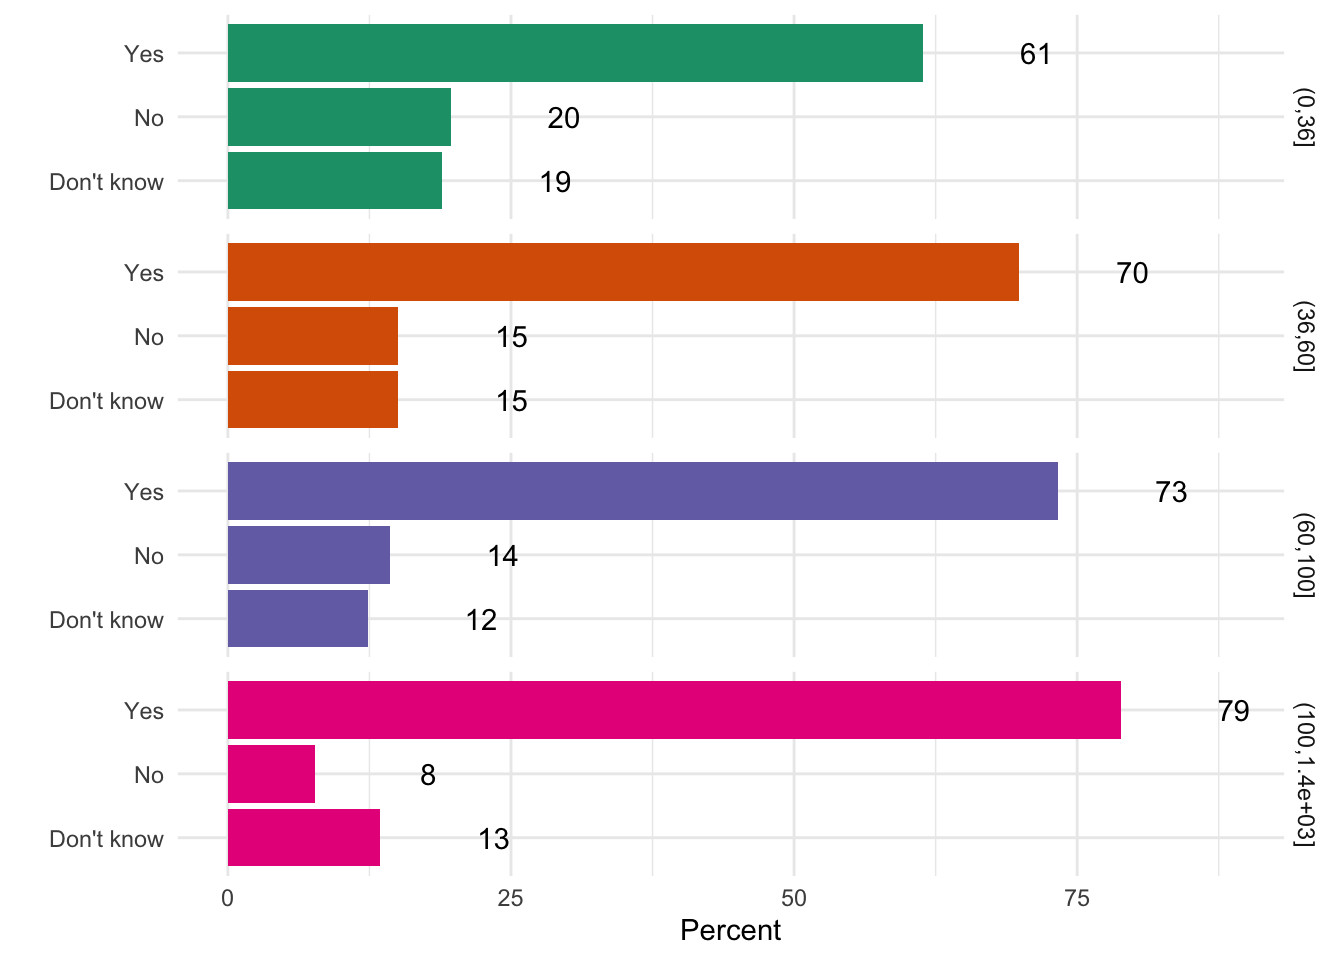 Yes 61
No 20
Don't know 19
(0,36]
Yes 70
No 15
Don't know 15
(36,60]
Yes 73
No 14
Don't know 12
(60,100]
Yes 79
No 8
Don't know 13
(100,1.4e+03]
0 25 50 75
Percent